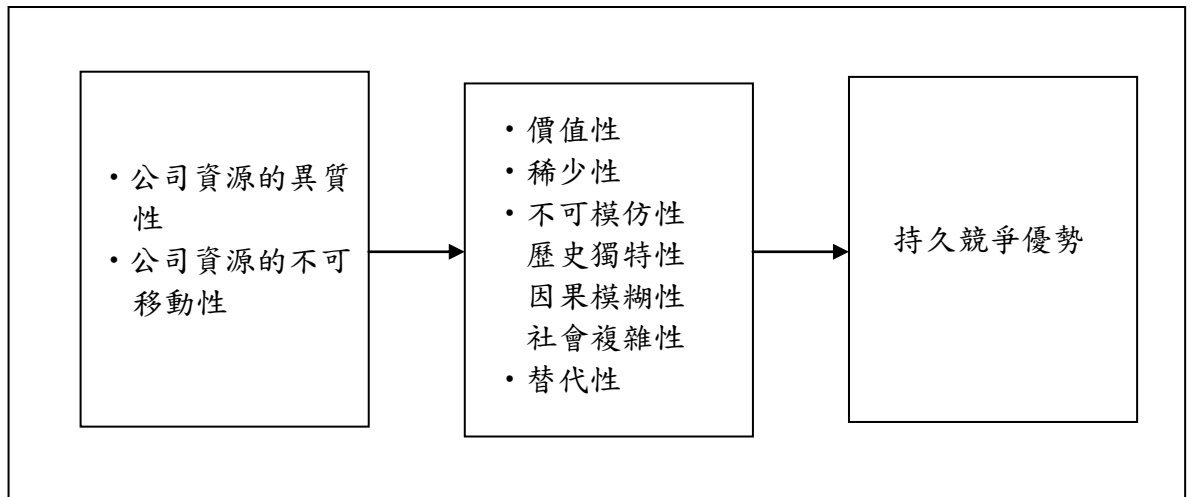 ・公司資源的異質
性
・公司資源的不可
移動性
・價值性
・稀少性
・不可模仿性
歷史獨特性
因果模糊性
社會複雜性
・替代性
持久競爭優勢